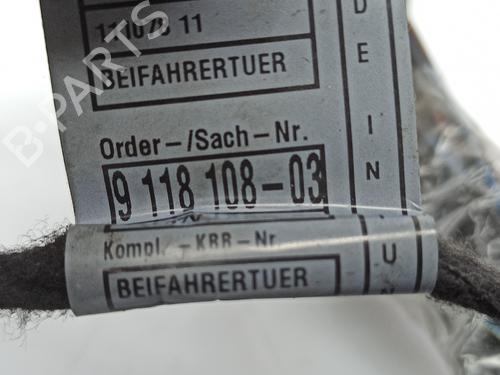 BEIFAHRERTUER
Order-/Sach-Nr.
9 118 108-03
Kompl. -KBB-Nr
BEIFAHRERTUER
D
E
I
N
U
B-PARTS